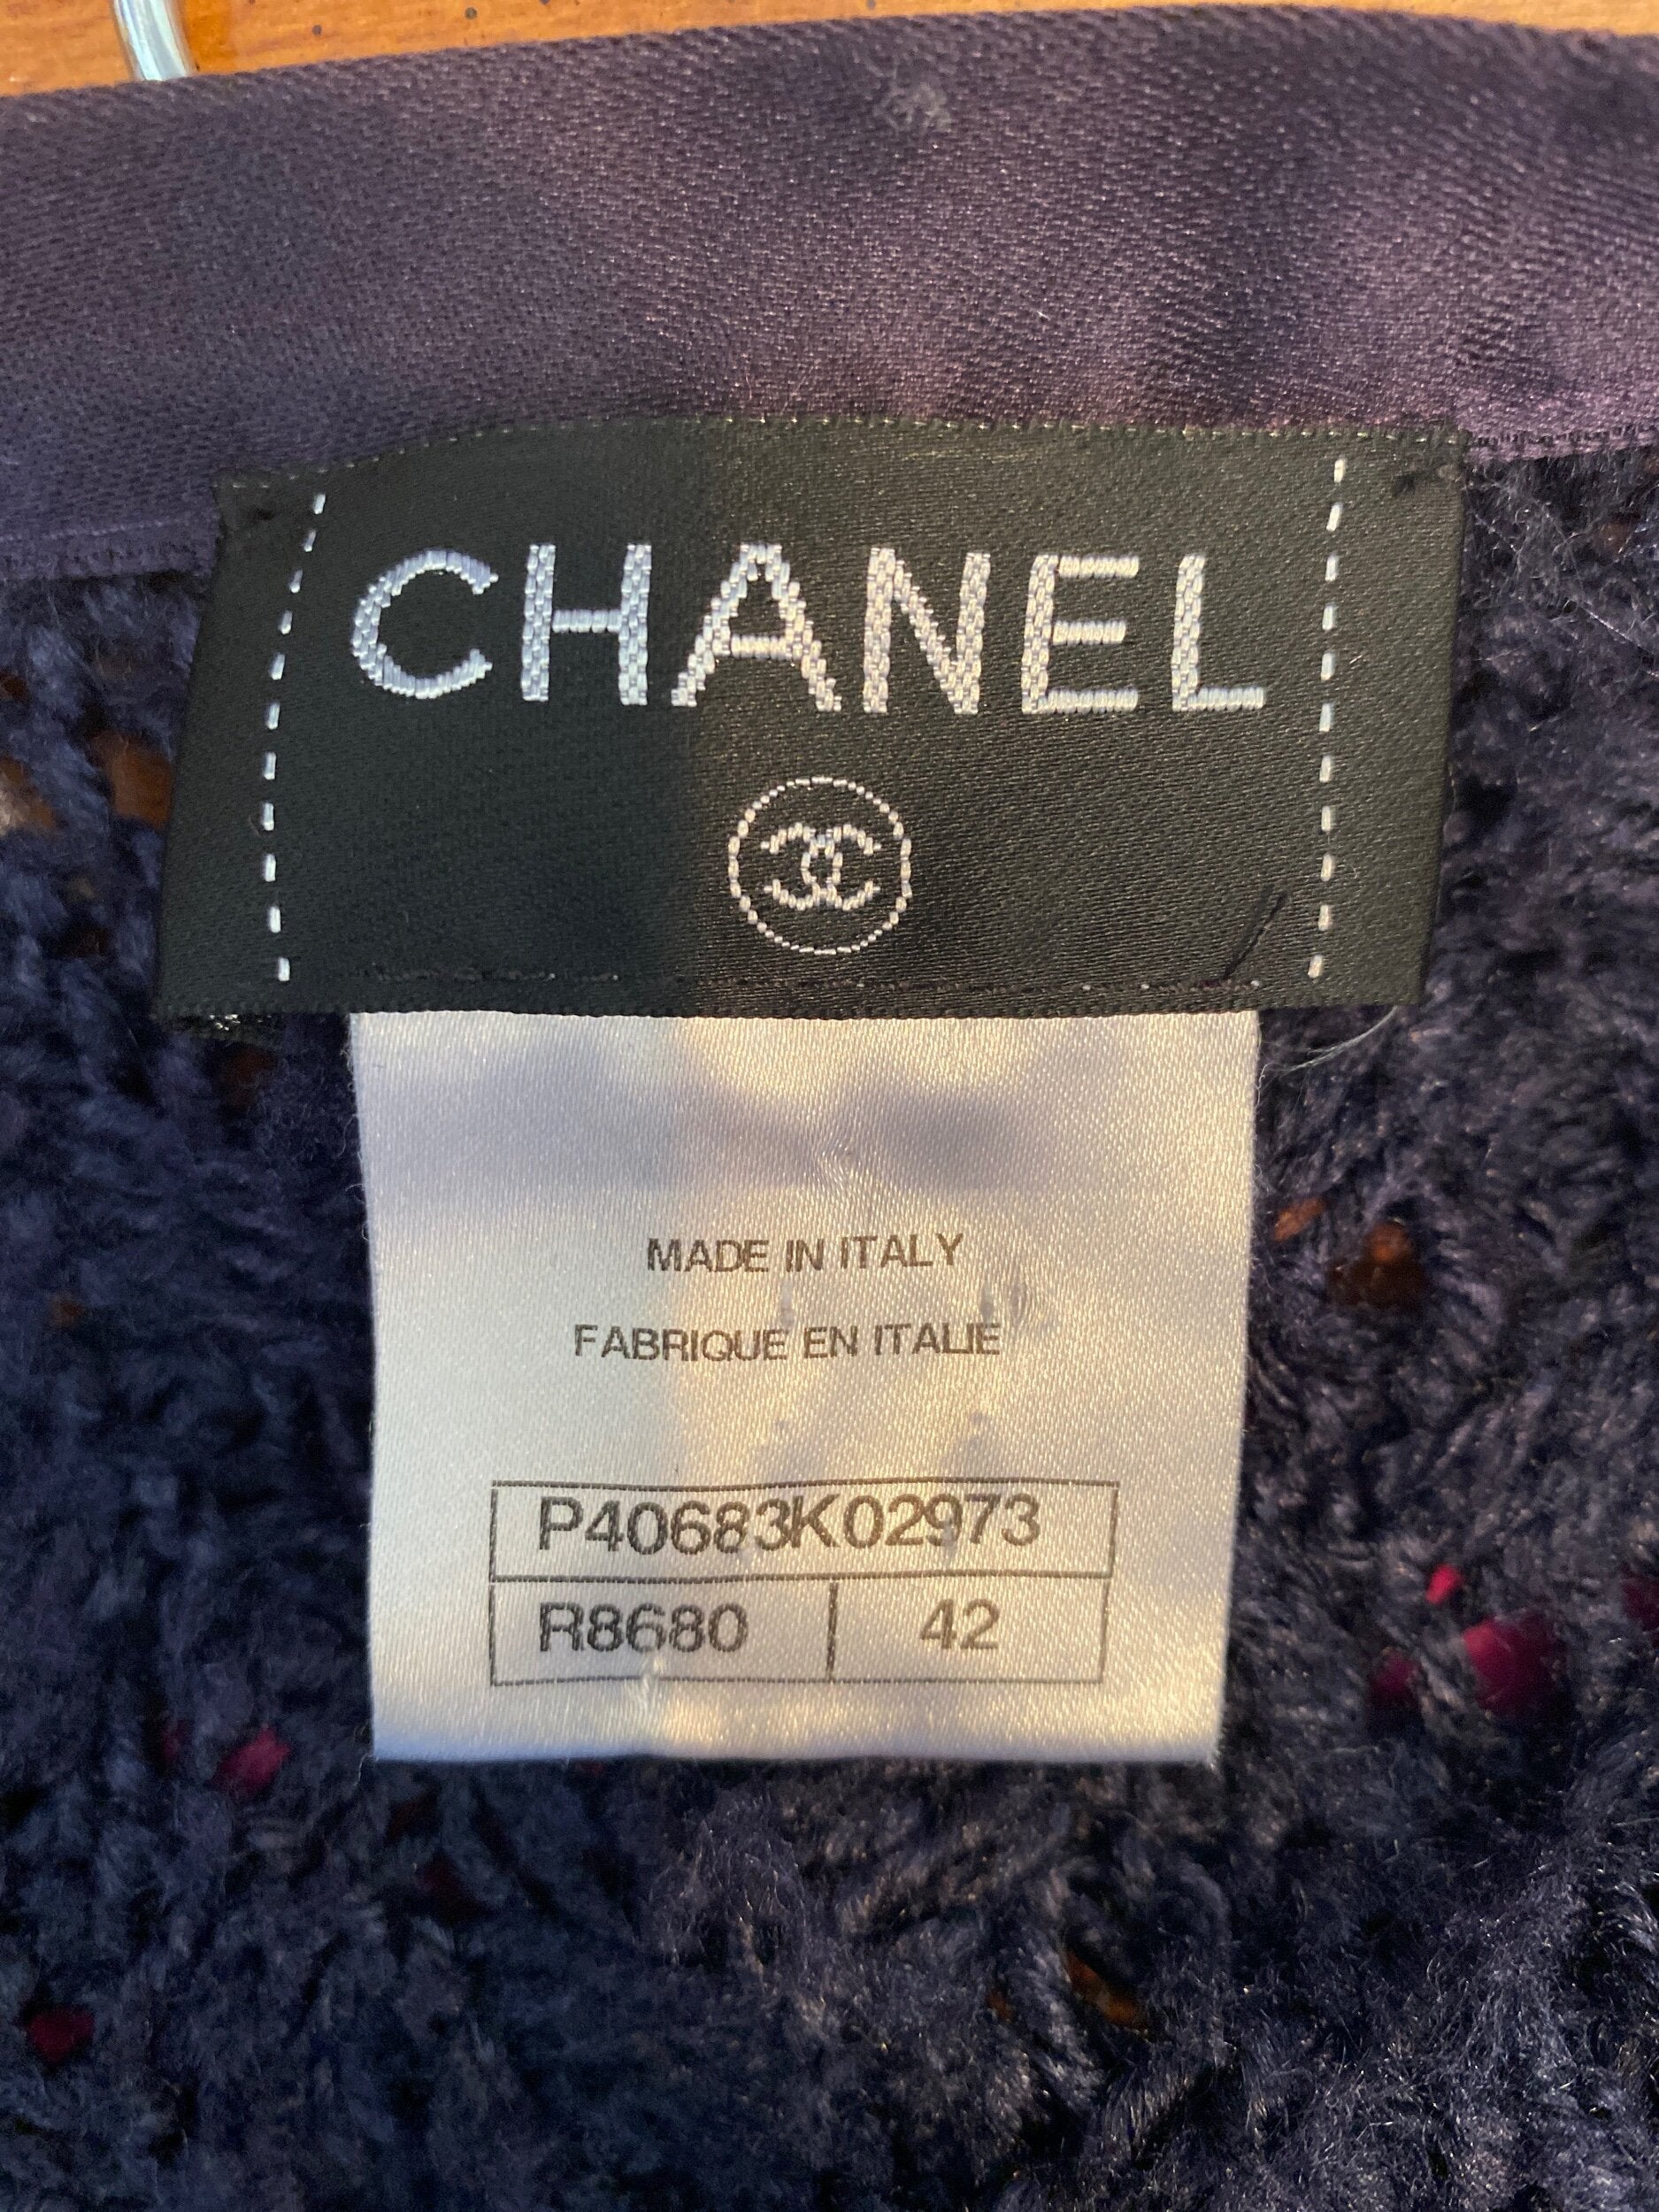 CHANEL
MADE IN ITALY
FABRIQUE EN ITALIE
P40683K02973
R8680 42